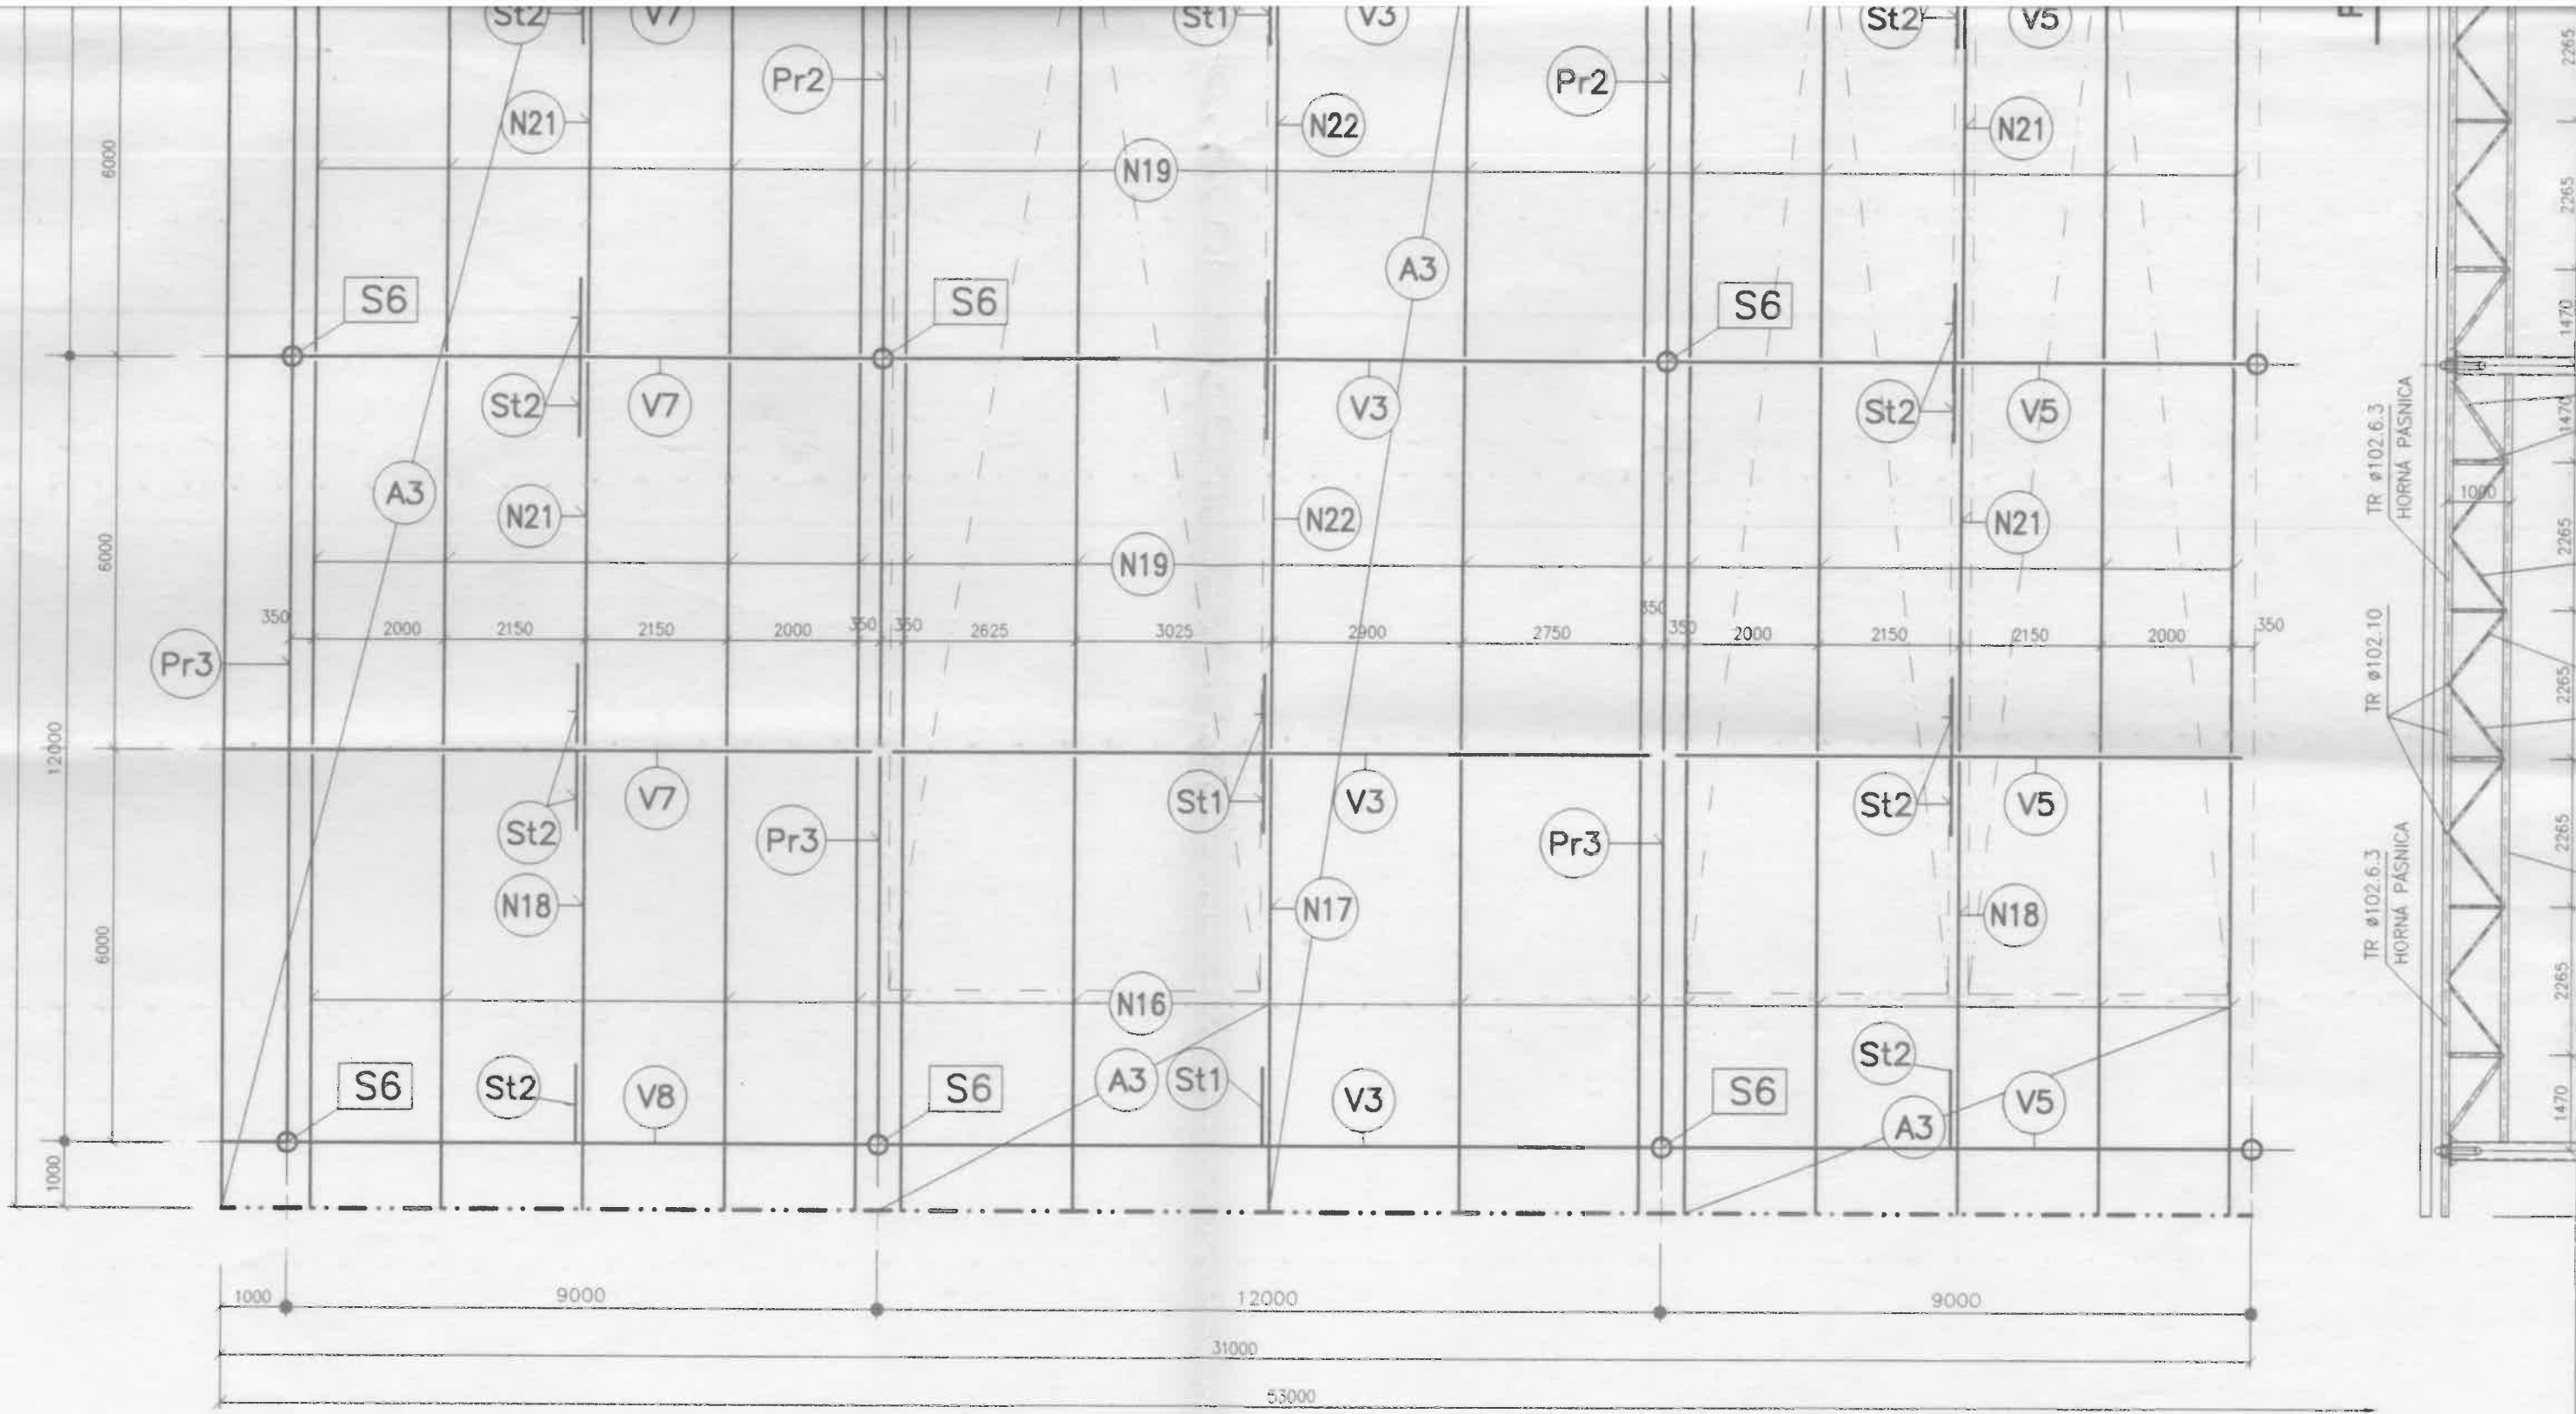 St2
V7
St1
V3
St2
V5
2265
Pr2
Pr2
N21
N22
N21
6000
N19
2265
A3
S6
S6
S6
1470
St2
V7
V3
St2
V5
TR ø102.6.3
HORNÁ PÁSNICA
1470
A3
1000
N21
N22
N21
6000
N19
2265
350
2000
2150
2150
2000
350
350
2625
3025
2900
2750
350
350
2000
2150
2150
2000
350
Pr3
TR ø102.10
2265
12000
V7
St1
V3
St2
V5
St2
Pr3
Pr3
2265
TR ø102.6.3
HORNÁ PÁSNICA
N18
N17
N18
6000
N16
2265
St2
S6
St2
V8
S6
A3
St1
V3
S6
A3
V5
1470
1000
1000
9000
12000
9000
31000
53000